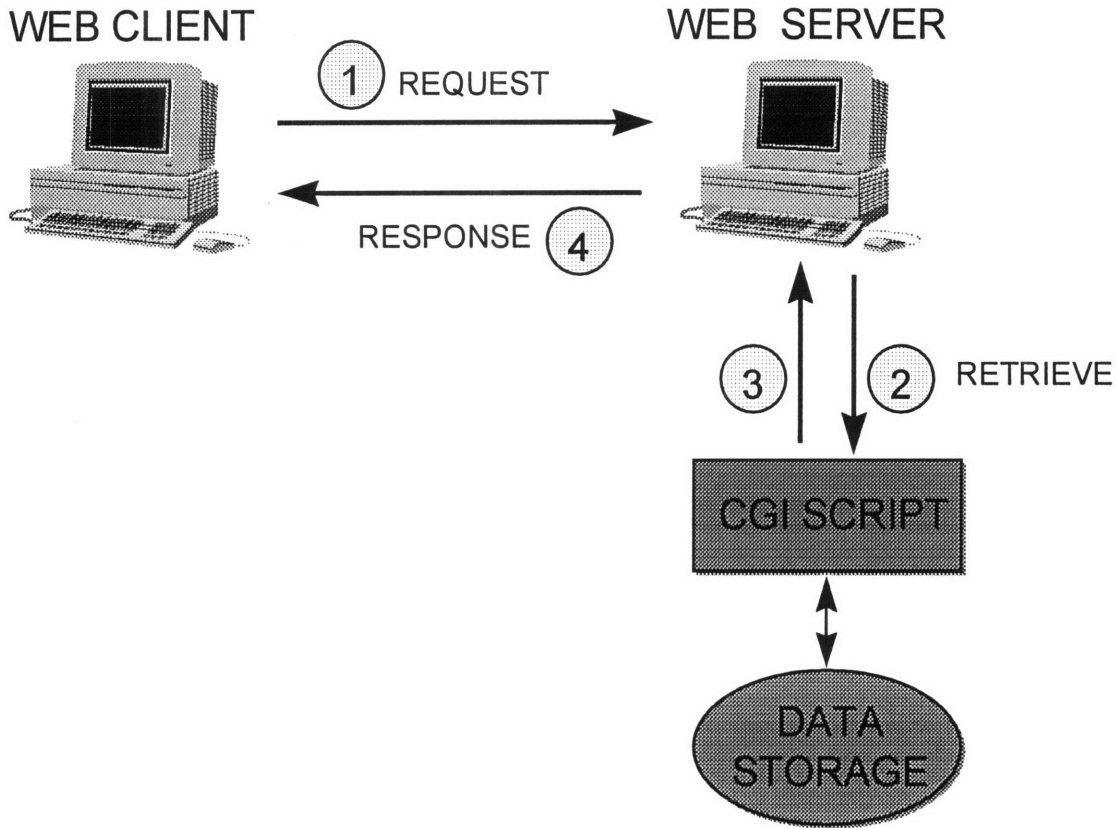 WEB CLIENT
WEB SERVER
1 REQUEST
RESPONSE 4
3
2 RETRIEVE
CGI SCRIPT
DATA
STORAGE